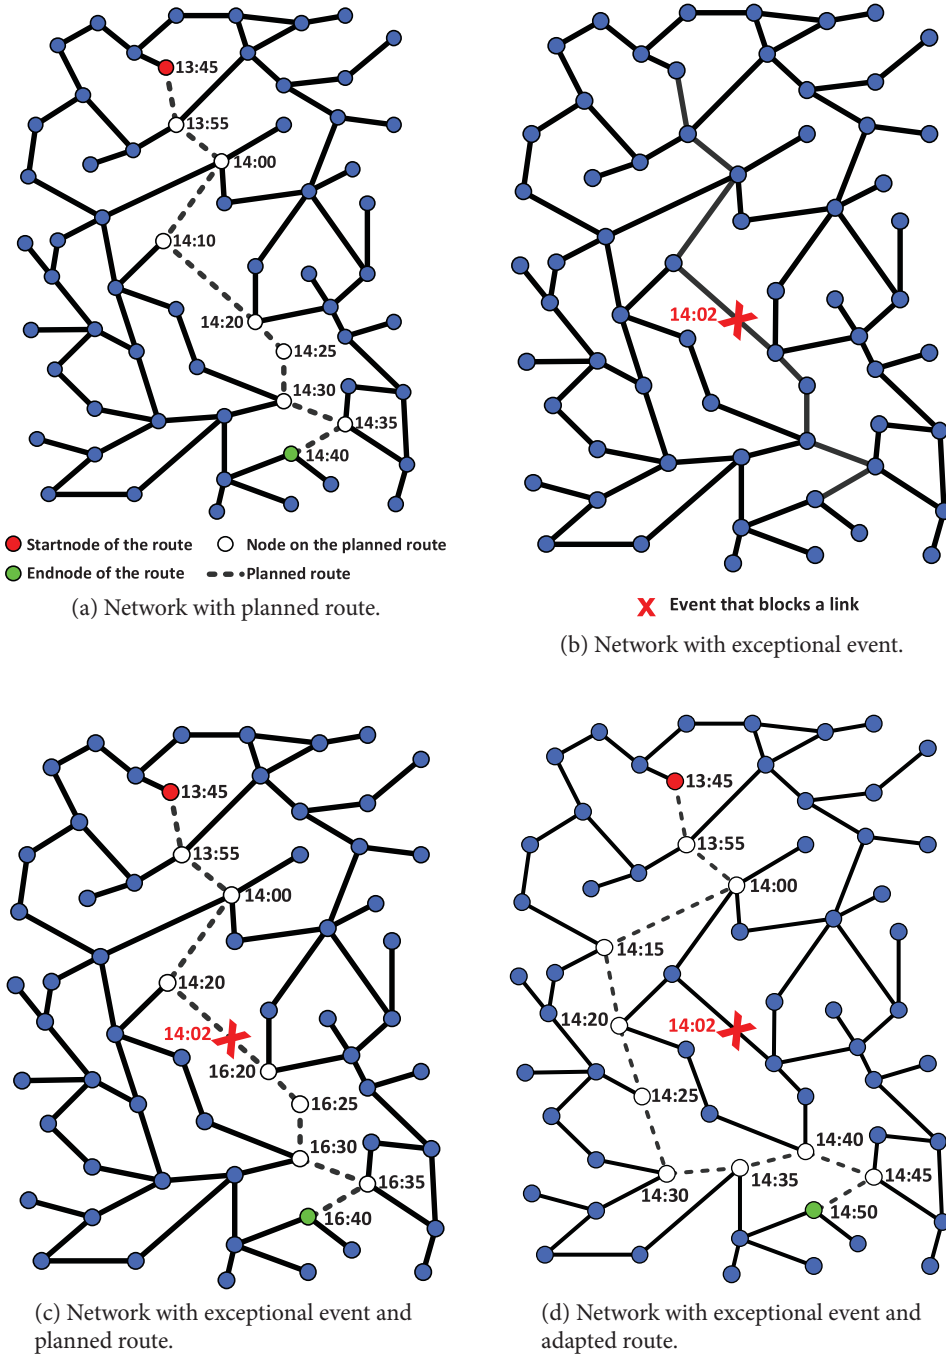 13:45
13:55
14:00
14:10
14:20
14:25
14:30
14:35
14:40
Startnode of the route
Node on the planned route
Endnode of the route
Planned route
(a) Network with planned route.
14:02
X Event that blocks a link
(b) Network with exceptional event.
13:45
13:55
14:00
14:20
14:02
16:20
16:25
16:30
16:35
16:40
(c) Network with exceptional event and
planned route.
13:45
13:55
14:00
14:15
14:20
14:02
14:25
14:40
14:45
14:30
14:35
14:50
(d) Network with exceptional event and
adapted route.